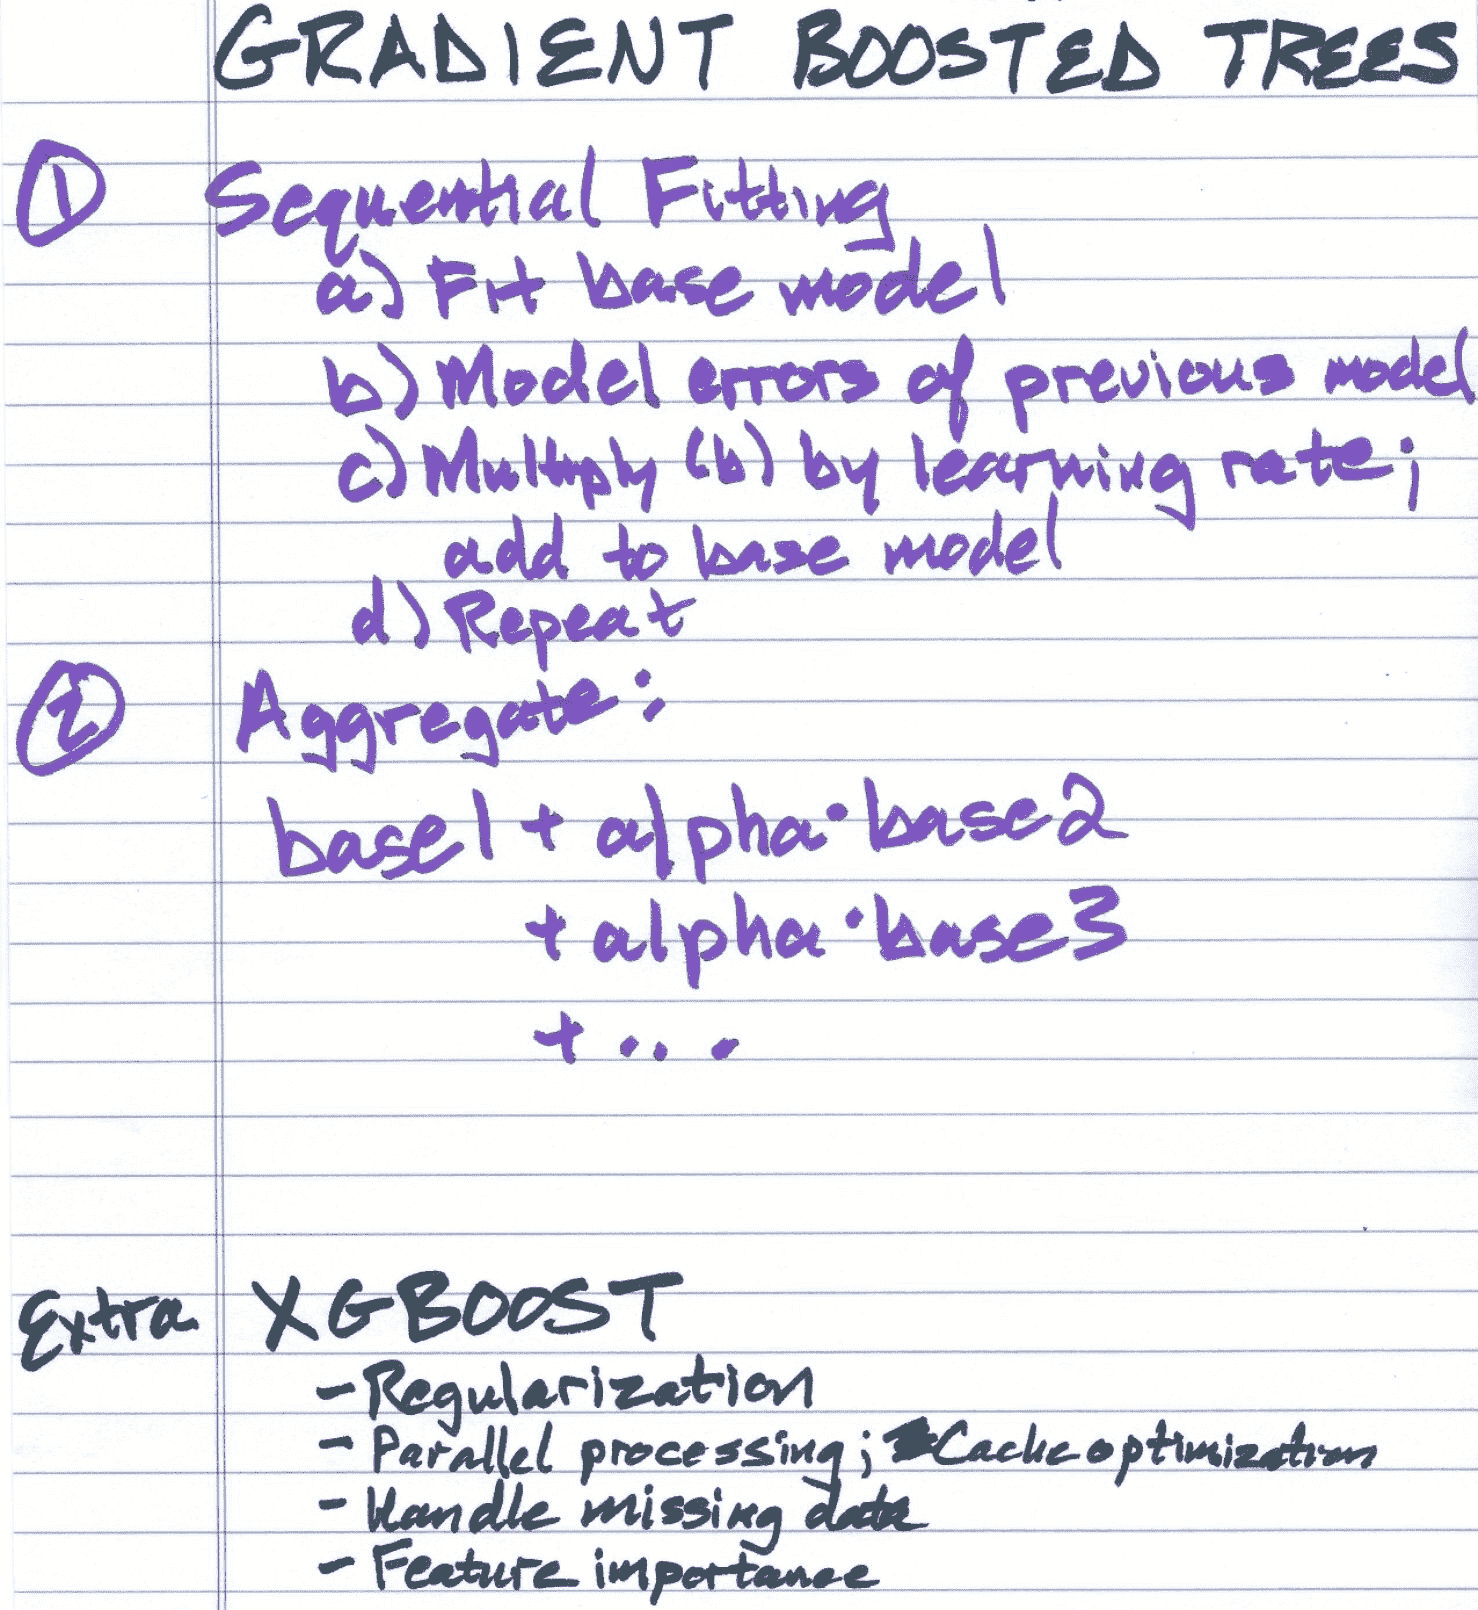 GRADIENT BOOSTED TREES
① Sequential Fitting
a) Fit base model
b) Model errors of previous model
c) Multiply (b) by learning rate;
add to base model
d) Repeat
② Aggregate:
base1 + alpha·base2
+ alpha·base3
+ ...
Extra XGBOOST
- Regularization
- Parallel processing; Cache optimization
- Handle missing data
- Feature importance